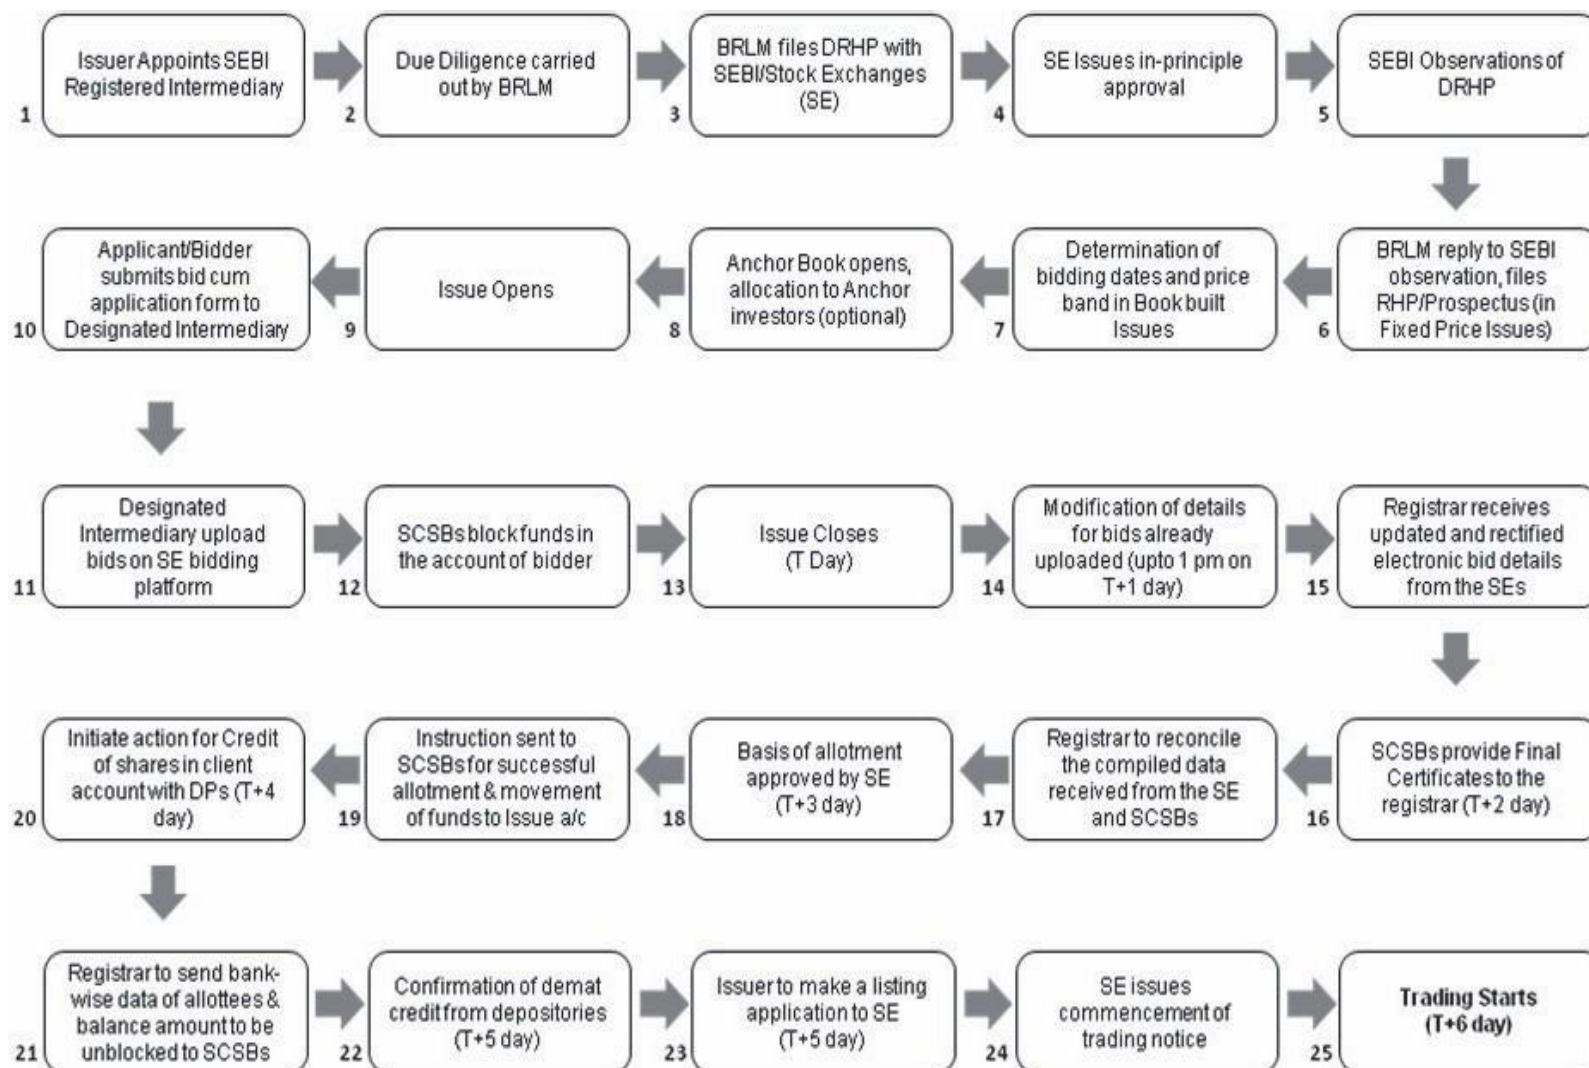 Issuer Appoints SEBI
Registered Intermediary
1
Due Diligence carried
out by BRLM
2
BRLM files DRHP with
SEBI/Stock Exchanges
(SE)
3
SE Issues in-principle
approval
4
SEBI Observations of
DRHP
5
BRLM reply to SEBI
observation, files
RHP/Prospectus (in
Fixed Price Issues)
6
Determination of
bidding dates and price
band in Book built
Issues
7
Anchor Book opens,
allocation to Anchor
investors (optional)
8
Issue Opens
9
Applicant/Bidder
submits bid cum
application form to
Designated Intermediary
10
Designated
Intermediary upload
bids on SE bidding
platform
11
SCSBs block funds in
the account of bidder
12
Issue Closes
(T Day)
13
Modification of details
for bids already
uploaded (upto 1 pm on
T+1 day)
14
Registrar receives
updated and rectified
electronic bid details
from the SEs
15
SCSBs provide Final
Certificates to the
registrar (T+2 day)
16
Registrar to reconcile
the compiled data
received from the SE
and SCSBs
17
Basis of allotment
approved by SE
(T+3 day)
18
Instruction sent to
SCSBs for successful
allotment & movement
of funds to Issue a/c
19
Initiate action for Credit
of shares in client
account with DPs (T+4
day)
20
Registrar to send bank-
wise data of allottees &
balance amount to be
unblocked to SCSBs
21
Confirmation of demat
credit from depositories
(T+5 day)
22
Issuer to make a listing
application to SE
(T+5 day)
23
SE issues
commencement of
trading notice
24
Trading Starts
(T+6 day)
25